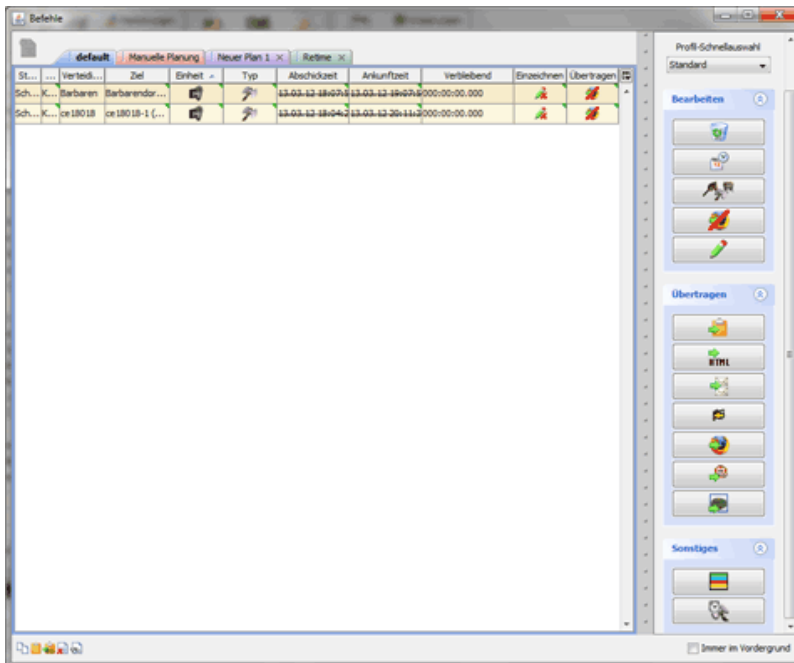 Befehle
default
Manuelle Planung
Neuer Plan 1
Retime
St... ... Verteidi... Ziel Einheit Typ Abschickzeit Ankunftzeit Verbleibend Einzeichnen Übertragen
Sch... K... Barbaren Barbarendor... 000:00:00.000
Sch... K... ce18018 ce18018-1 (... 000:00:00.000
Profil-Schnellauswahl
Standard
Bearbeiten
Übertragen
HTML
Sonstiges
Immer im Vordergrund